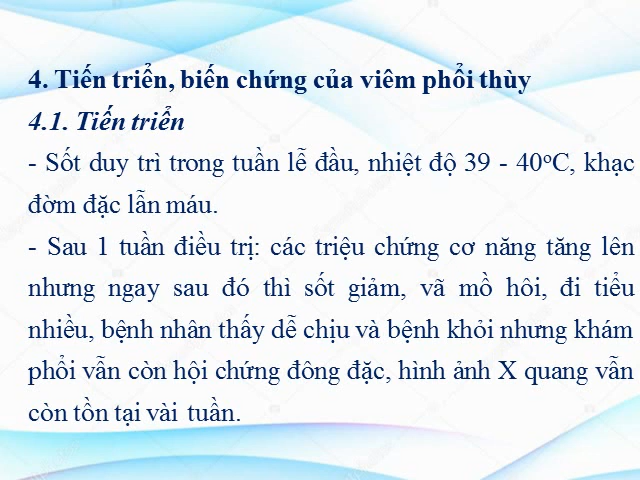 4. Tiến triển, biến chứng của viêm phổi thùy
4.1. Tiến triển
- Sốt duy trì trong tuần lễ đầu, nhiệt độ 39 - 40ᵒC, khạc
đờm đặc lẫn máu.
- Sau 1 tuần điều trị: các triệu chứng cơ năng tăng lên
nhưng ngay sau đó thì sốt giảm, vã mồ hôi, đi tiểu
nhiều, bệnh nhân thấy dễ chịu và bệnh khỏi nhưng khám
phổi vẫn còn hội chứng đông đặc, hình ảnh X quang vẫn
còn tồn tại vài tuần.